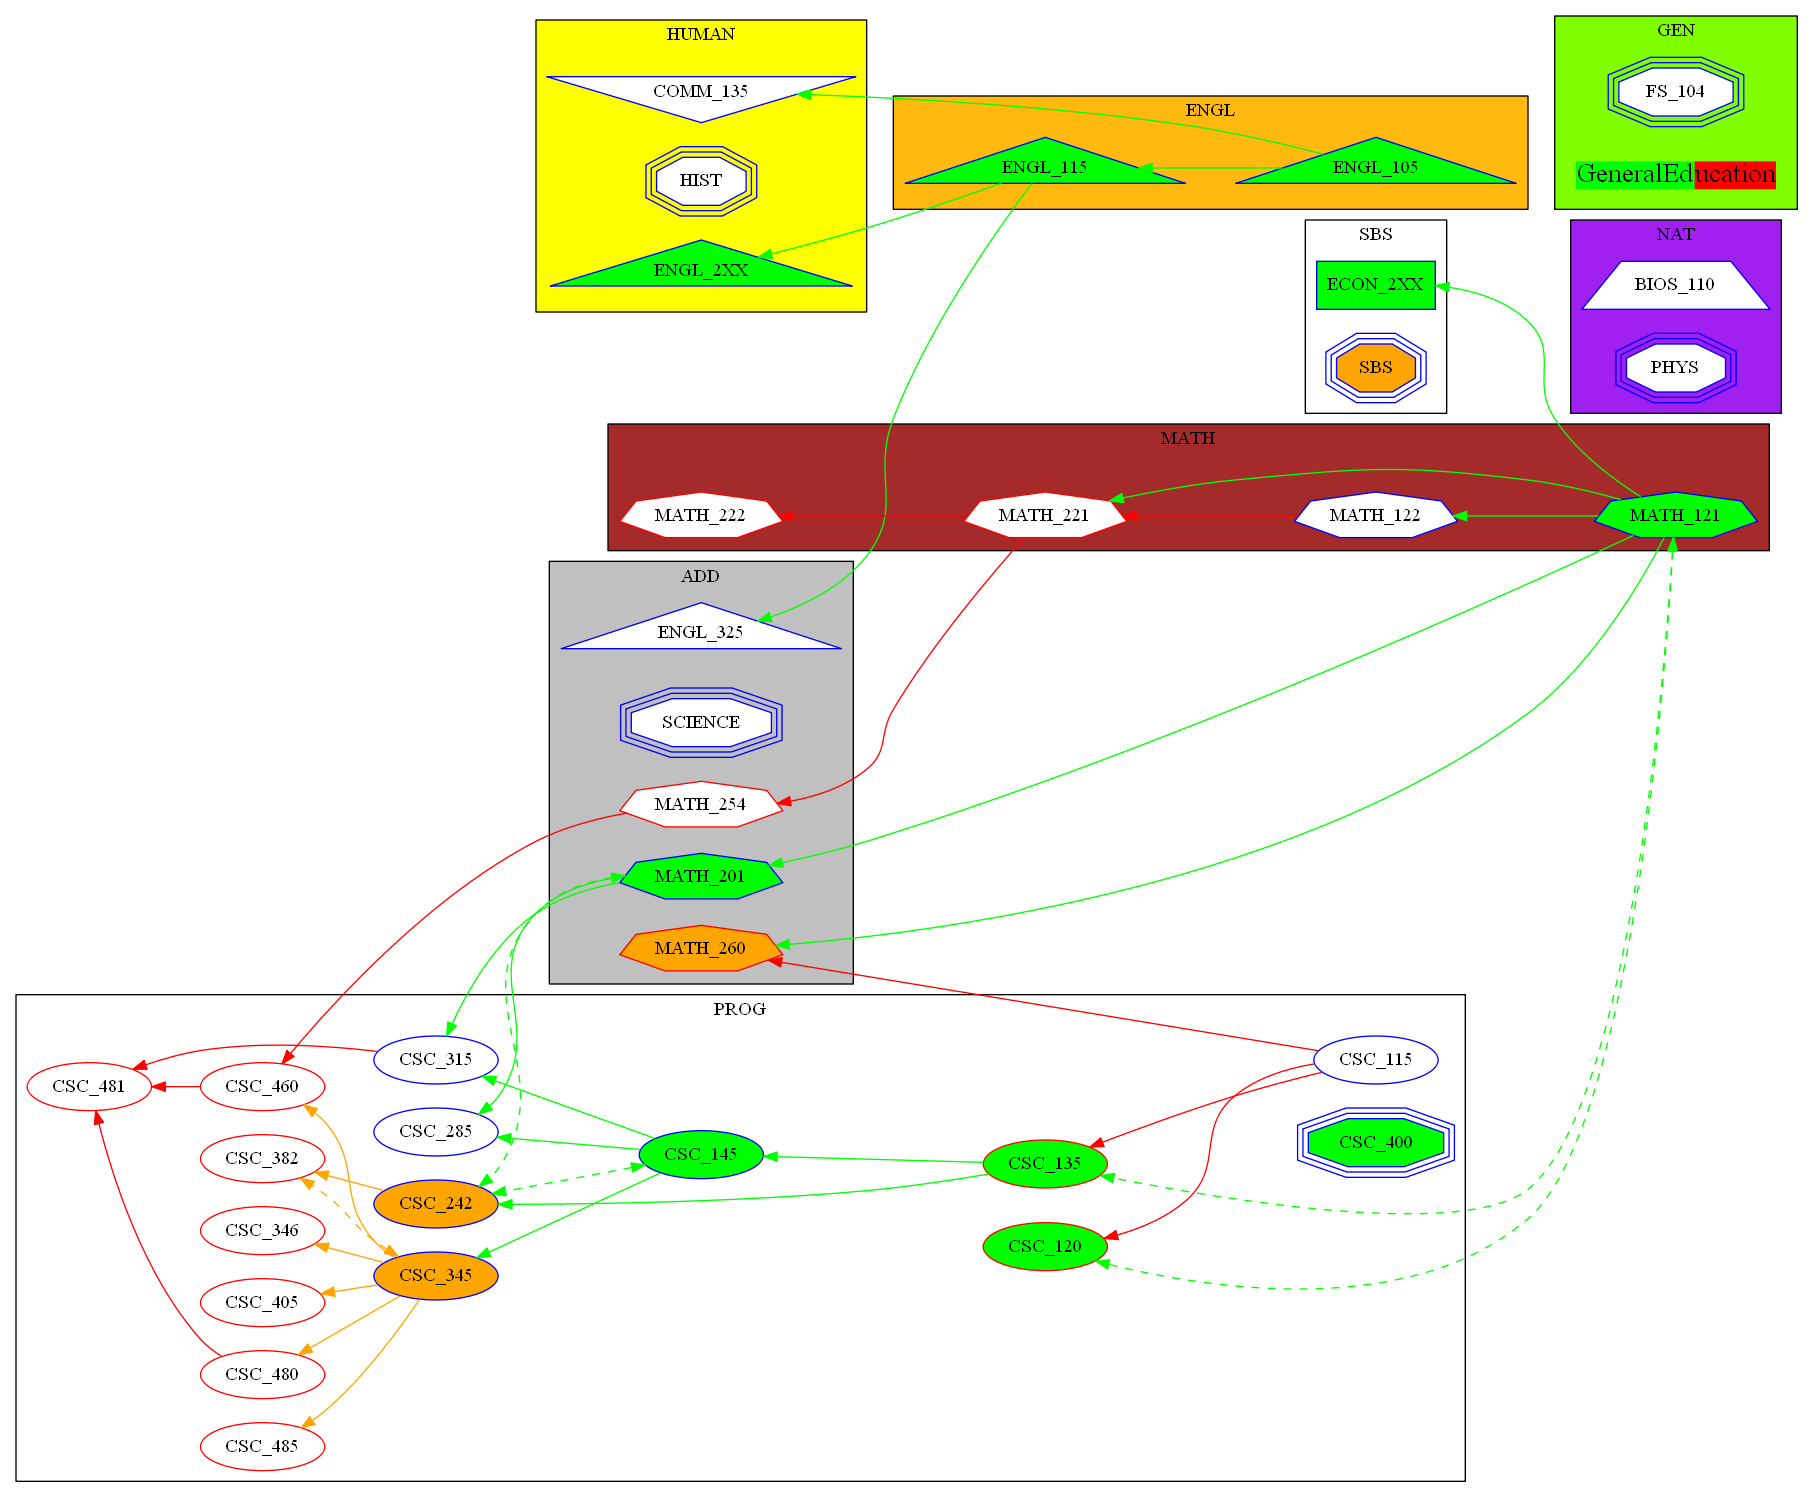 HUMAN
COMM_135
HIST
ENGL_2XX
ENGL
ENGL_115
ENGL_105
GEN
FS_104
GeneralEducation
SBS
ECON_2XX
SBS
NAT
BIOS_110
PHYS
MATH
MATH_222
MATH_221
MATH_122
MATH_121
ADD
ENGL_325
SCIENCE
MATH_254
MATH_201
MATH_260
PROG
CSC_315
CSC_115
CSC_481
CSC_460
CSC_285
CSC_400
CSC_382
CSC_145
CSC_135
CSC_242
CSC_346
CSC_120
CSC_345
CSC_405
CSC_480
CSC_485